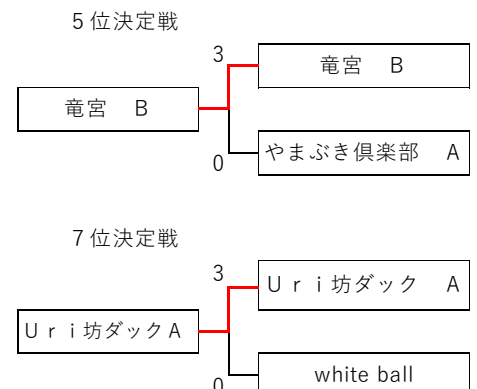 5位決定戦
3
竜宮　B
竜宮　B
0
やまぶき倶楽部　A
7位決定戦
3
Uri坊ダック　A
Uri坊ダックA
0
white ball